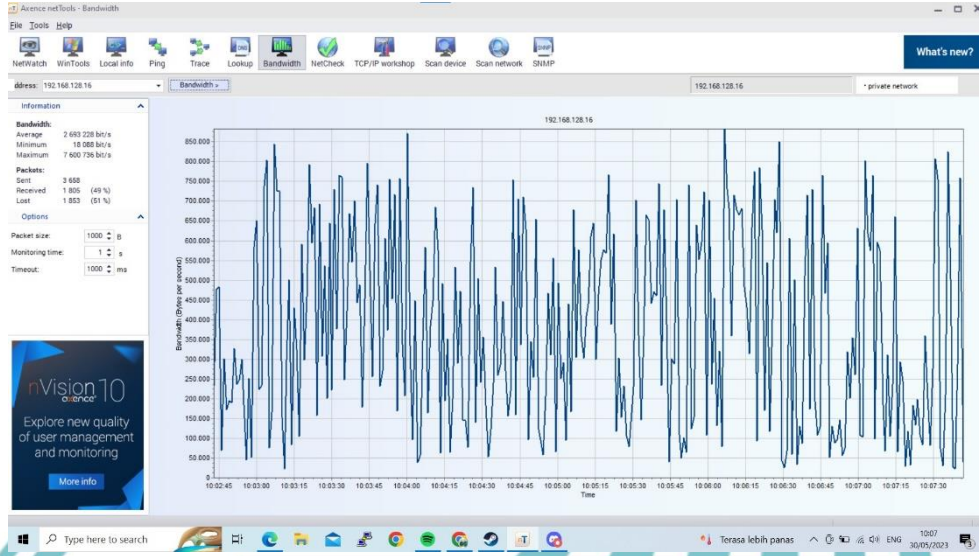 Axence netTools - Bandwidth
File Tools Help
NetWatch WinTools Local info Ping Trace Lookup Bandwidth NetCheck TCP/IP workshop Scan device Scan network SNMP
What's new?
ddress: 192.168.128.16 Bandwidth » 192.168.128.16 • private network
Information
Bandwidth:
Average 2 693 228 bit/s
Minimum 18 088 bit/s
Maximum 7 600 736 bit/s
Packets:
Sent 3 658
Received 1 805 (49 %)
Lost 1 853 (51 %)
Options
Packet size: 1000 B
Monitoring time: 1 s
Timeout: 1000 ms
192.168.128.16
Bandwidth (Bytes per second)
850.000
800.000
750.000
700.000
650.000
600.000
550.000
500.000
450.000
400.000
350.000
300.000
250.000
200.000
150.000
100.000
50.000
0
10:02:45 10:03:00 10:03:15 10:03:30 10:03:45 10:04:00 10:04:15 10:04:30 10:04:45 10:05:00 10:05:15 10:05:30 10:05:45 10:06:00 10:06:15 10:06:30 10:06:45 10:07:00 10:07:15 10:07:30
Time
nVision 10
axence
Explore new quality
of user management
and monitoring
More info
Type here to search
Terasa lebih panas ENG 10:07
30/05/2023